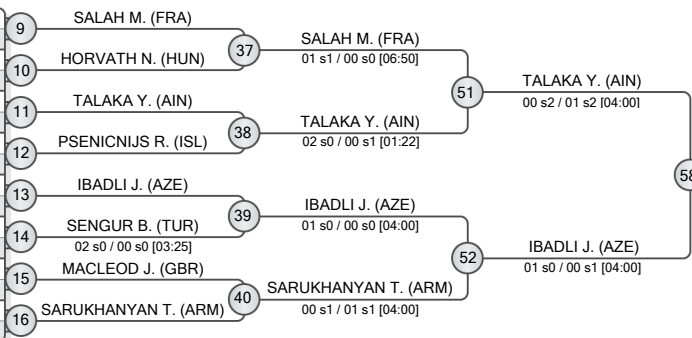 9
SALAH M. (FRA)
37
SALAH M. (FRA)
01 s1 / 00 s0 [06:50]
10
HORVATH N. (HUN)
51
TALAKA Y. (AIN)
00 s2 / 01 s2 [04:00]
11
TALAKA Y. (AIN)
38
TALAKA Y. (AIN)
02 s0 / 00 s1 [01:22]
12
PSENICNIJS R. (ISL)
58
13
IBADLI J. (AZE)
39
IBADLI J. (AZE)
01 s0 / 00 s0 [04:00]
14
SENGUR B. (TUR)
02 s0 / 00 s0 [03:25]
52
IBADLI J. (AZE)
01 s0 / 00 s1 [04:00]
15
MACLEOD J. (GBR)
40
SARUKHANYAN T. (ARM)
00 s1 / 01 s1 [04:00]
16
SARUKHANYAN T. (ARM)